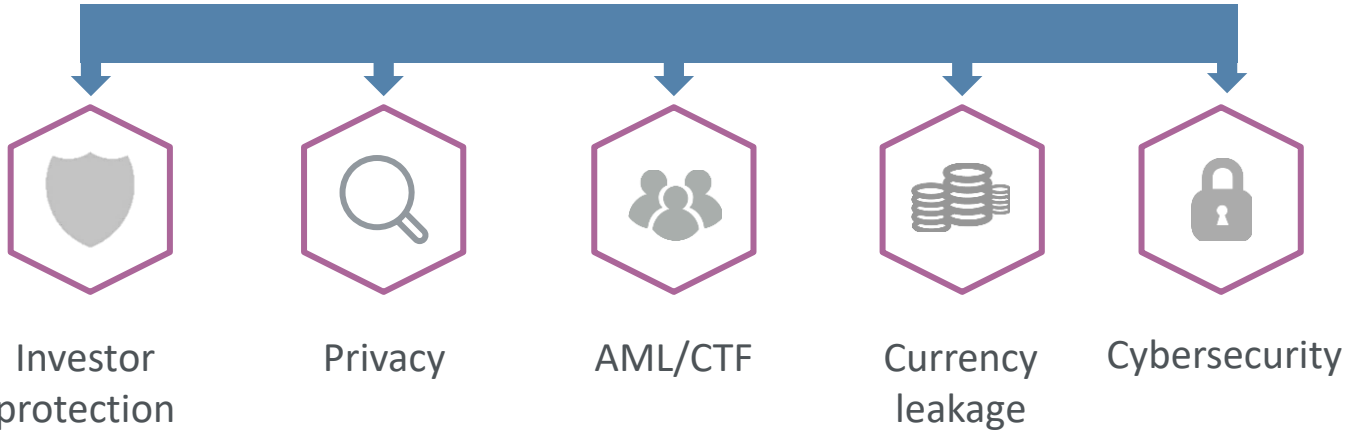 Investor
protection
Privacy
AML/CTF
Currency
leakage
Cybersecurity